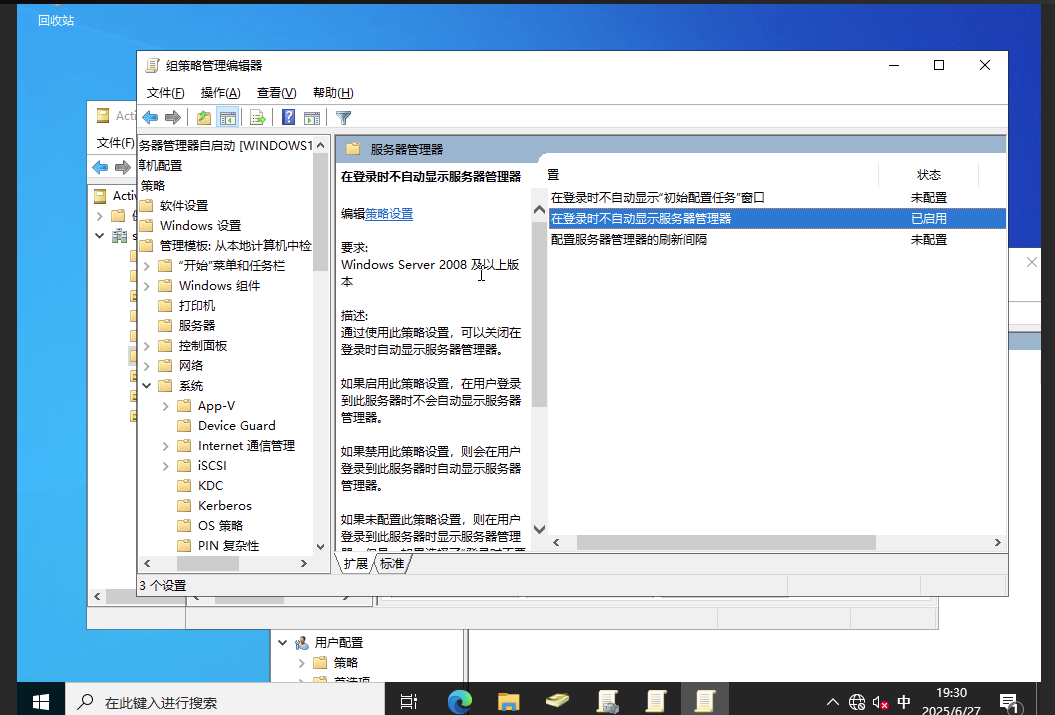 回收站
组策略管理编辑器
文件(F) 操作(A) 查看(V) 帮助(H)
Acti
文件(F)
Activ
务器管理器自启动 [WINDOWS1
算机配置
策略
软件设置
Windows 设置
管理模板: 从本地计算机中检
“开始”菜单和任务栏
Windows 组件
打印机
服务器
控制面板
网络
系统
App-V
Device Guard
Internet 通信管理
iSCSI
KDC
Kerberos
OS 策略
PIN 复杂性
服务器管理器
在登录时不自动显示服务器管理器
编辑策略设置
要求:
Windows Server 2008 及以上版
本
描述:
通过使用此策略设置，可以关闭在
登录时自动显示服务器管理器。
如果启用此策略设置，在用户登录
到此服务器时不会自动显示服务器
管理器。
如果禁用此策略设置，则会在用户
登录到此服务器时自动显示服务器
管理器。
如果未配置此策略设置，则在用户
登录到此服务器时显示服务器管理
置 状态
在登录时不自动显示“初始配置任务”窗口 未配置
在登录时不自动显示服务器管理器 已启用
配置服务器管理器的刷新间隔 未配置
扩展 标准
3 个设置
用户配置
策略
首选项
在此键入进行搜索
中
19:30
2025/6/27
1